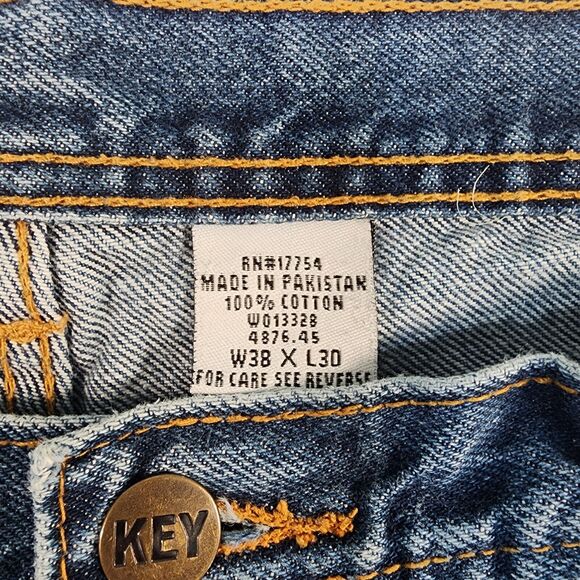 RN#17754
MADE IN PAKISTAN
100% COTTON
W013328
4876.45
W38 X L30
FOR CARE SEE REVERSE
KEY